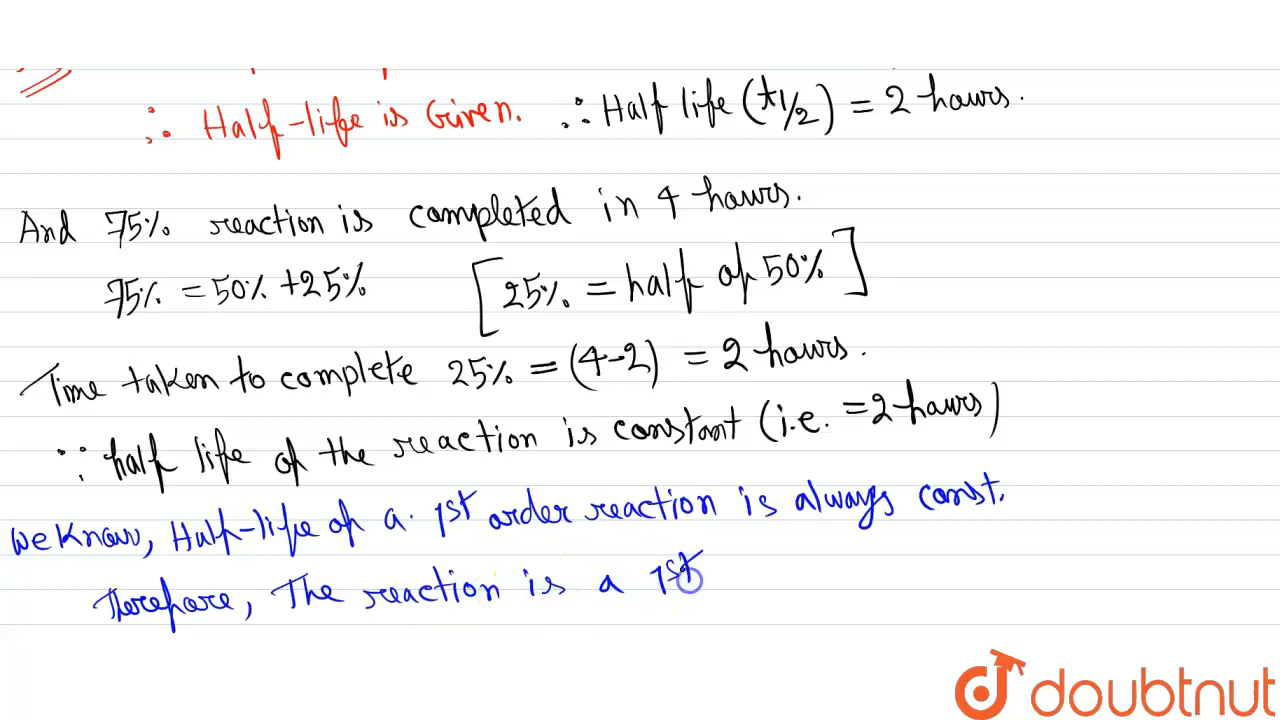 ∴ Half-life is Given. ∴ Half life (t1/2) = 2 hours.
And 75% reaction is completed in 4 hours.
75% = 50% + 25% [25% = half of 50%]
Time taken to complete 25% = (4-2) = 2 hours.
∵ half life of the reaction is constant (i.e. = 2 hours)
We Know, Half-life of a 1st order reaction is always const.
Therefore, The reaction is a 1st
doubtnut